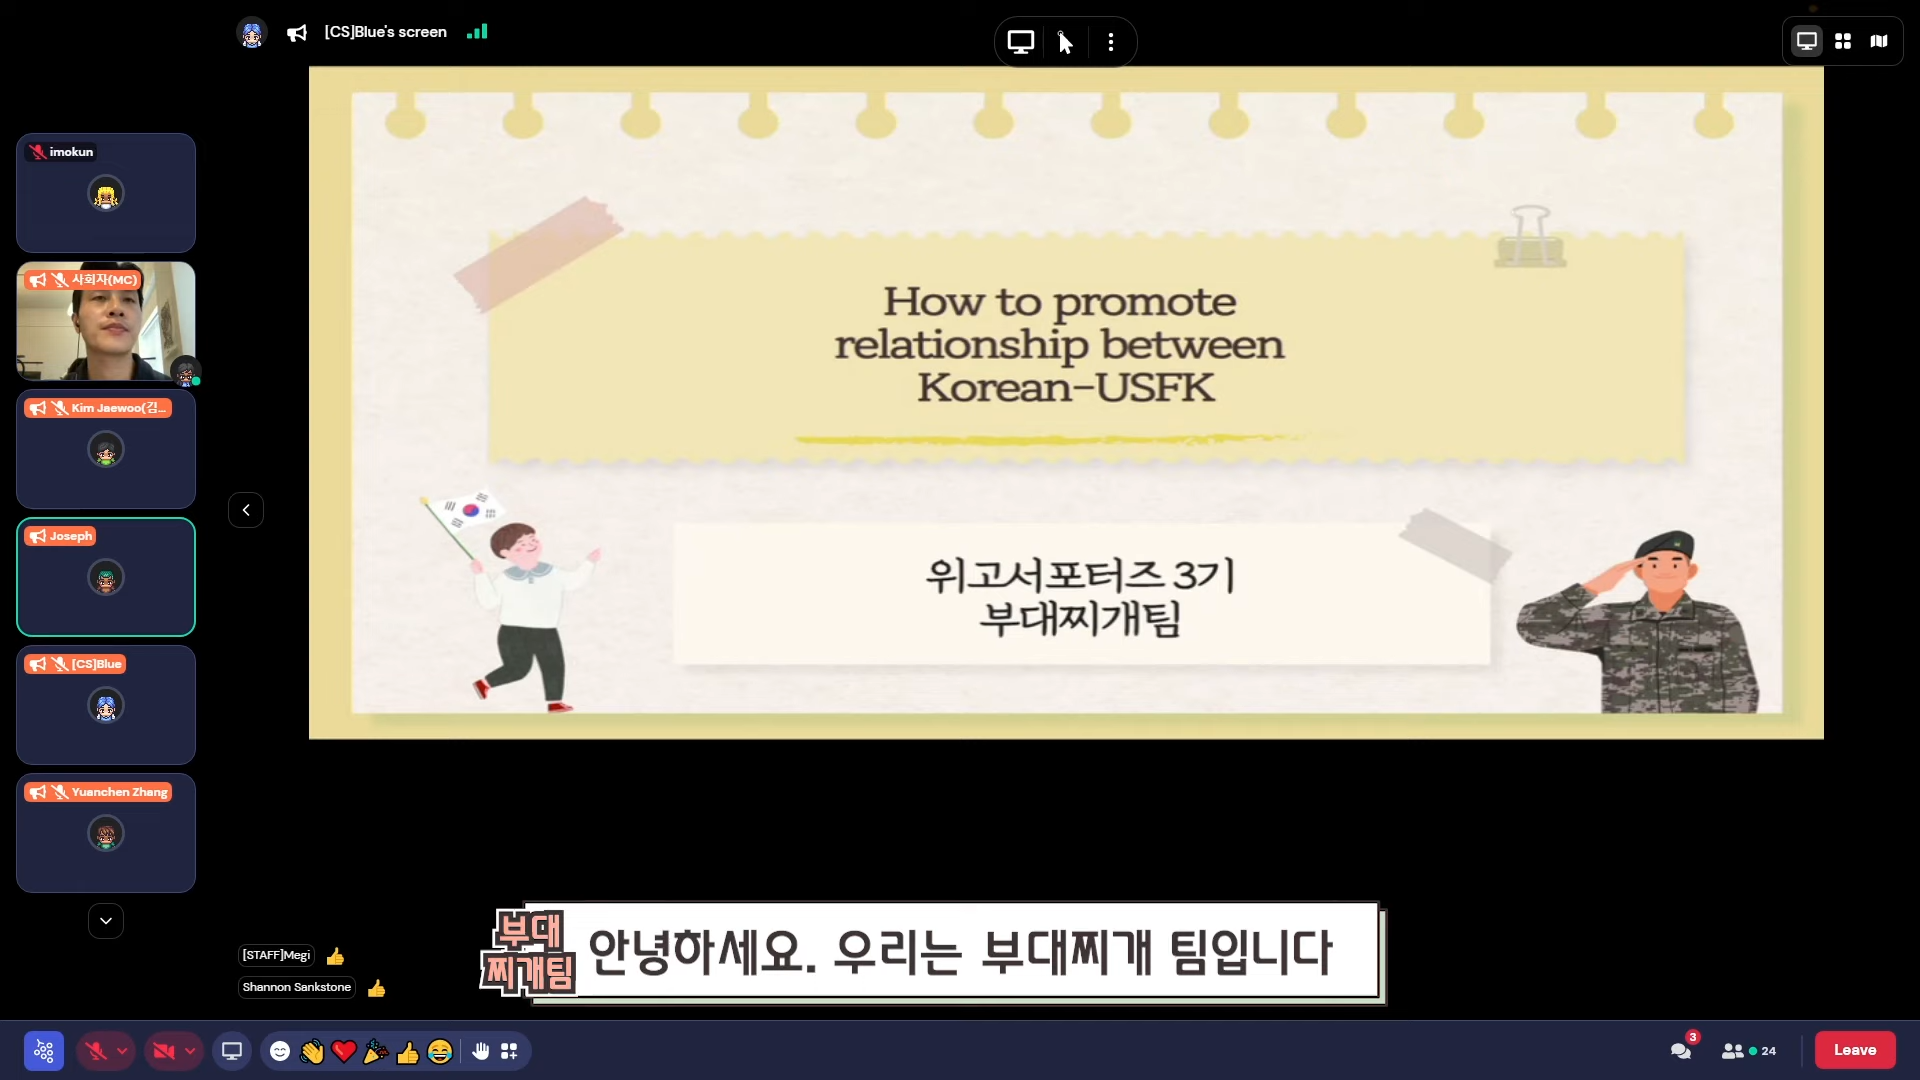 [CS]Blue's screen
imokun
사회자(MC)
Kim Jaewoo(김...
Joseph
[CS]Blue
Yuanchen Zhang
How to promote
relationship between
Korean-USFK
위고서포터즈 3기
부대찌개팀
[STAFF]Megi
Shannon Sankstone
부대
찌개팀
안녕하세요. 우리는 부대찌개 팀입니다
3
24
Leave